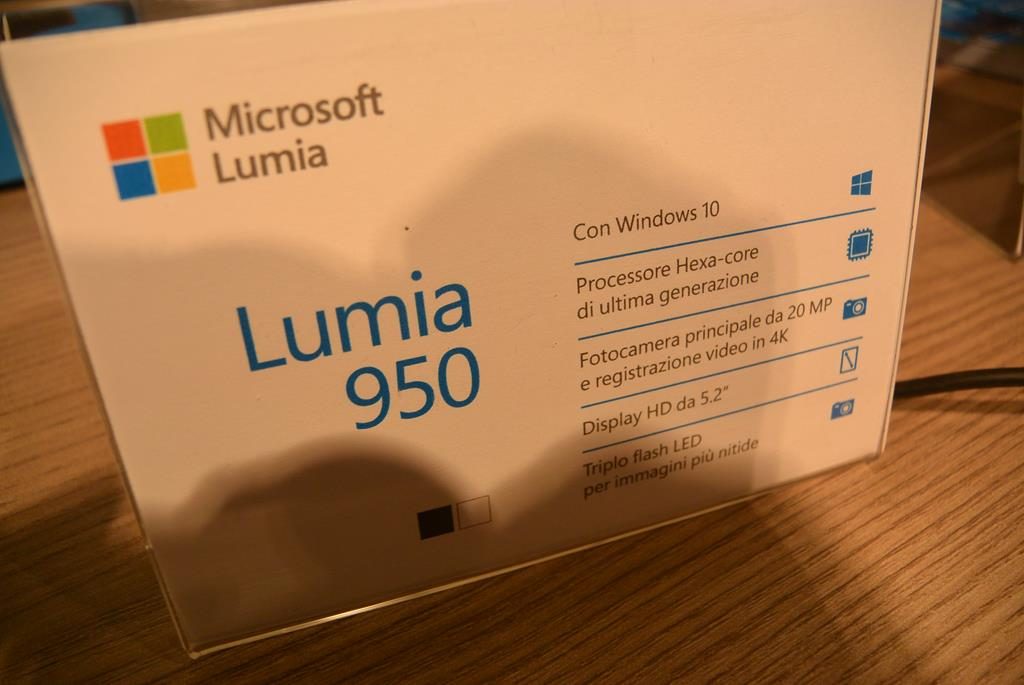 Microsoft
Lumia
Lumia
950
Con Windows 10
Processore Hexa-core
di ultima generazione
Fotocamera principale da 20 MP
e registrazione video in 4K
Display HD da 5.2"
Triplo flash LED
per immagini più nitide